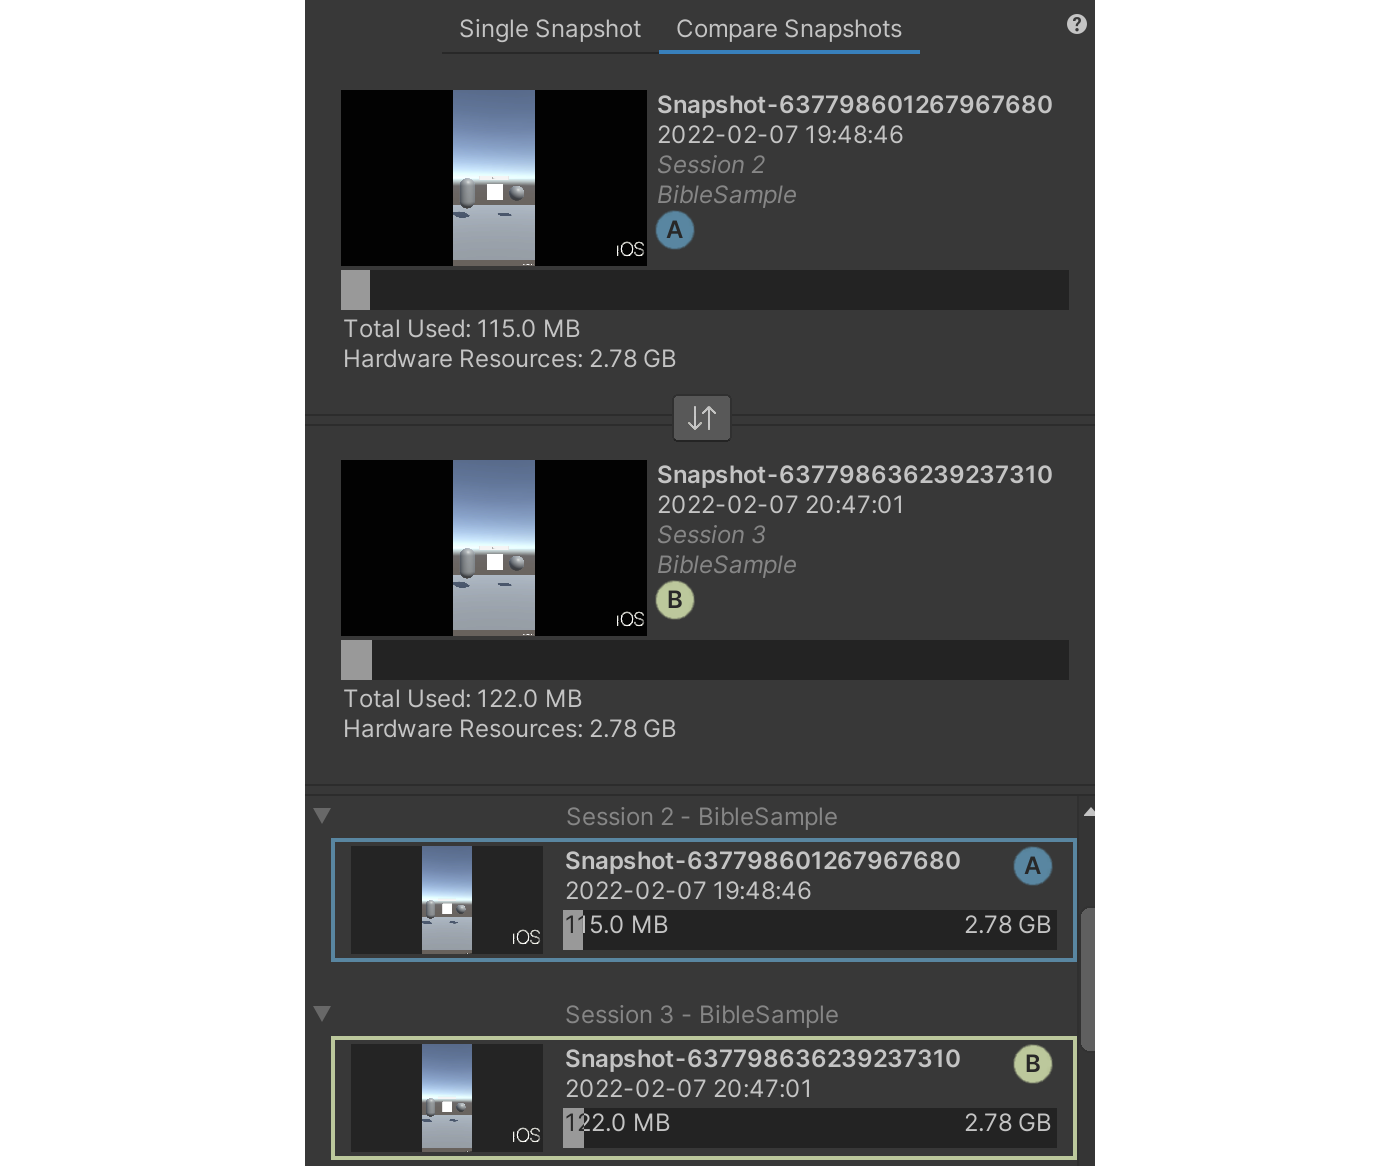 Single Snapshot
Compare Snapshots
?
Snapshot-637798601267967680
2022-02-07 19:48:46
Session 2
BibleSample
A
iOS
Total Used: 115.0 MB
Hardware Resources: 2.78 GB
Snapshot-637798636239237310
2022-02-07 20:47:01
Session 3
BibleSample
B
iOS
Total Used: 122.0 MB
Hardware Resources: 2.78 GB
Session 2 - BibleSample
Snapshot-637798601267967680
A
2022-02-07 19:48:46
115.0 MB 2.78 GB
iOS
Session 3 - BibleSample
Snapshot-637798636239237310
B
2022-02-07 20:47:01
122.0 MB 2.78 GB
iOS